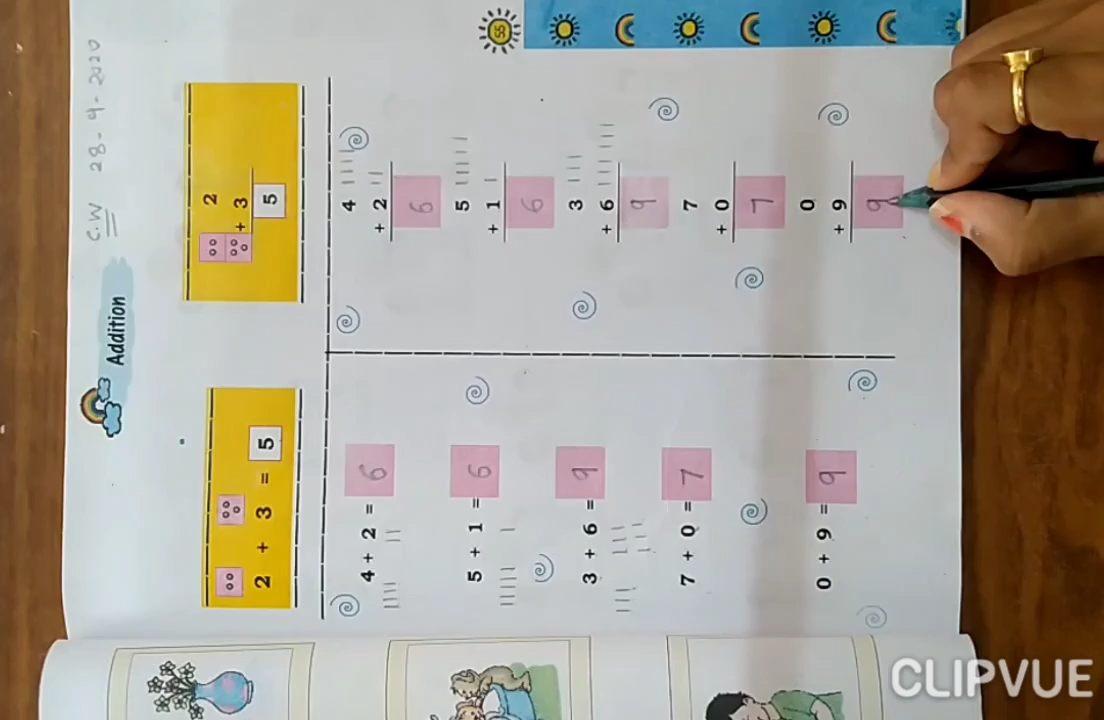 C.W 28-4-2020
Addition
2 + 3 = 5
2
+ 3
5
4 + 2 = 6
5 + 1 = 6
3 + 6 = 9
7 + 0 = 7
0 + 9 = 9
4
+ 2
6
5
+ 1
6
3
+ 6
9
7
+ 0
7
0
+ 9
9
55
CLIPVUE